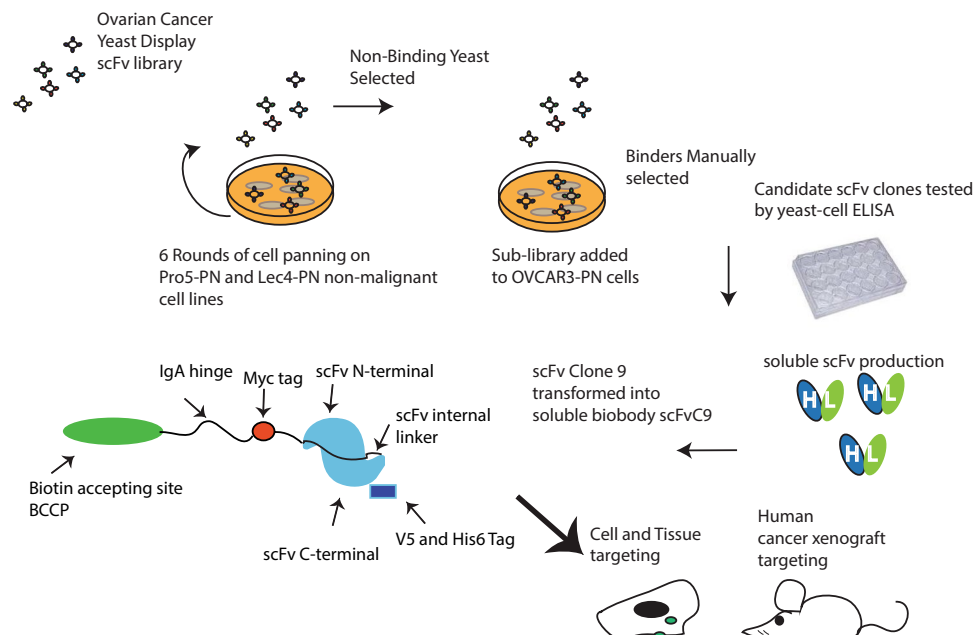 Ovarian Cancer
Yeast Display
scFv library
Non-Binding Yeast
Selected
6 Rounds of cell panning on
Pro5-PN and Lec4-PN non-malignant
cell lines
Sub-library added
to OVCAR3-PN cells
Binders Manually
selected
Candidate scFv clones tested
by yeast-cell ELISA
soluble scFv production
H L
H L
H L
scFv Clone 9
transformed into
soluble biobody scFvC9
IgA hinge
Myc tag
scFv N-terminal
scFv internal
linker
Biotin accepting site
BCCP
scFv C-terminal
V5 and His6 Tag
Cell and Tissue
targeting
Human
cancer xenograft
targeting